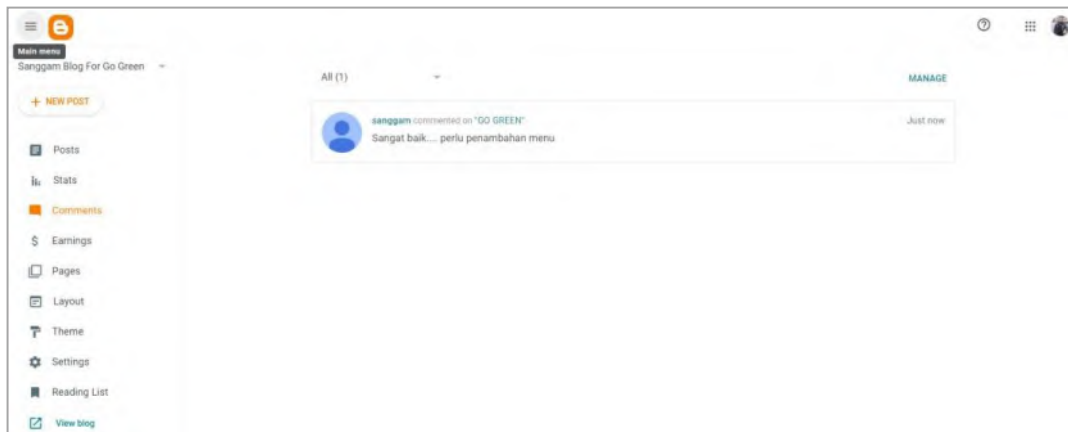 Main menu
Sanggam Blog For Go Green
+ NEW POST
Posts
Stats
Comments
Earnings
Pages
Layout
Theme
Settings
Reading List
View blog
All (1)
MANAGE
sanggam commented on "GO GREEN"
Just now
Sangat baik.... perlu penambahan menu